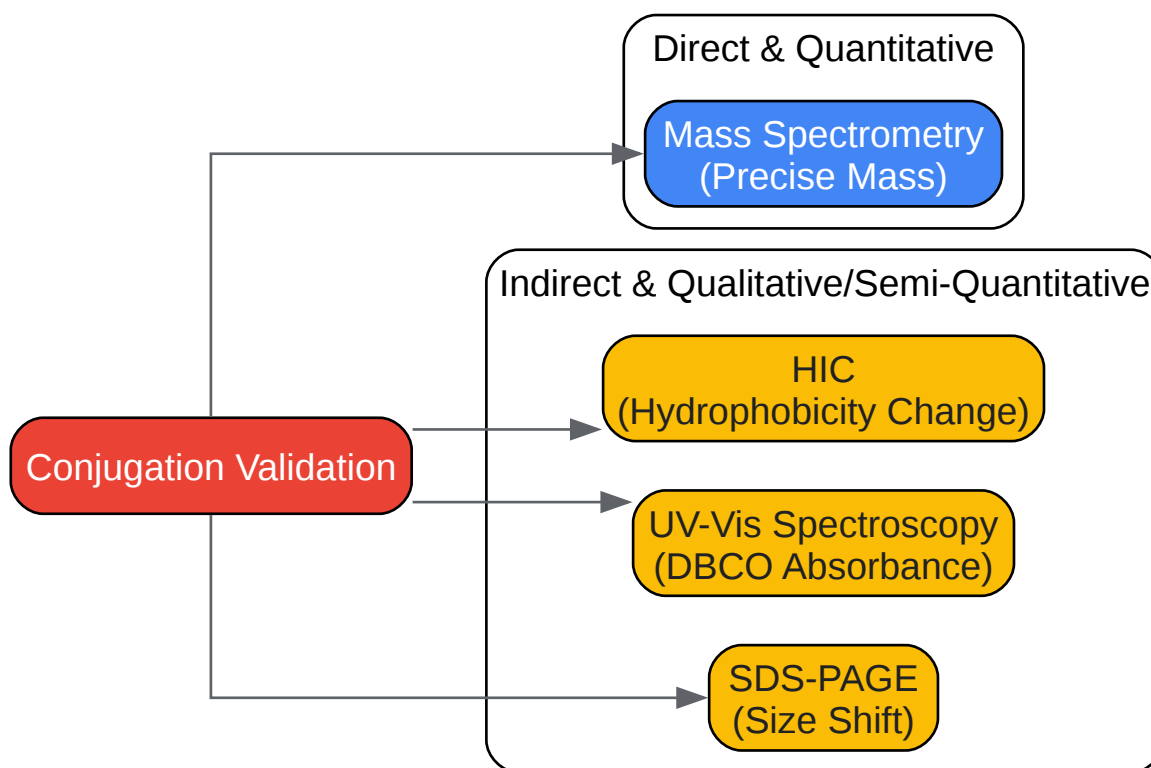 Direct & Quantitative
Mass Spectrometry
(Precise Mass)
Indirect & Qualitative/Semi-Quantitative
HIC
(Hydrophobicity Change)
Conjugation Validation
UV-Vis Spectroscopy
(DBCO Absorbance)
SDS-PAGE
(Size Shift)